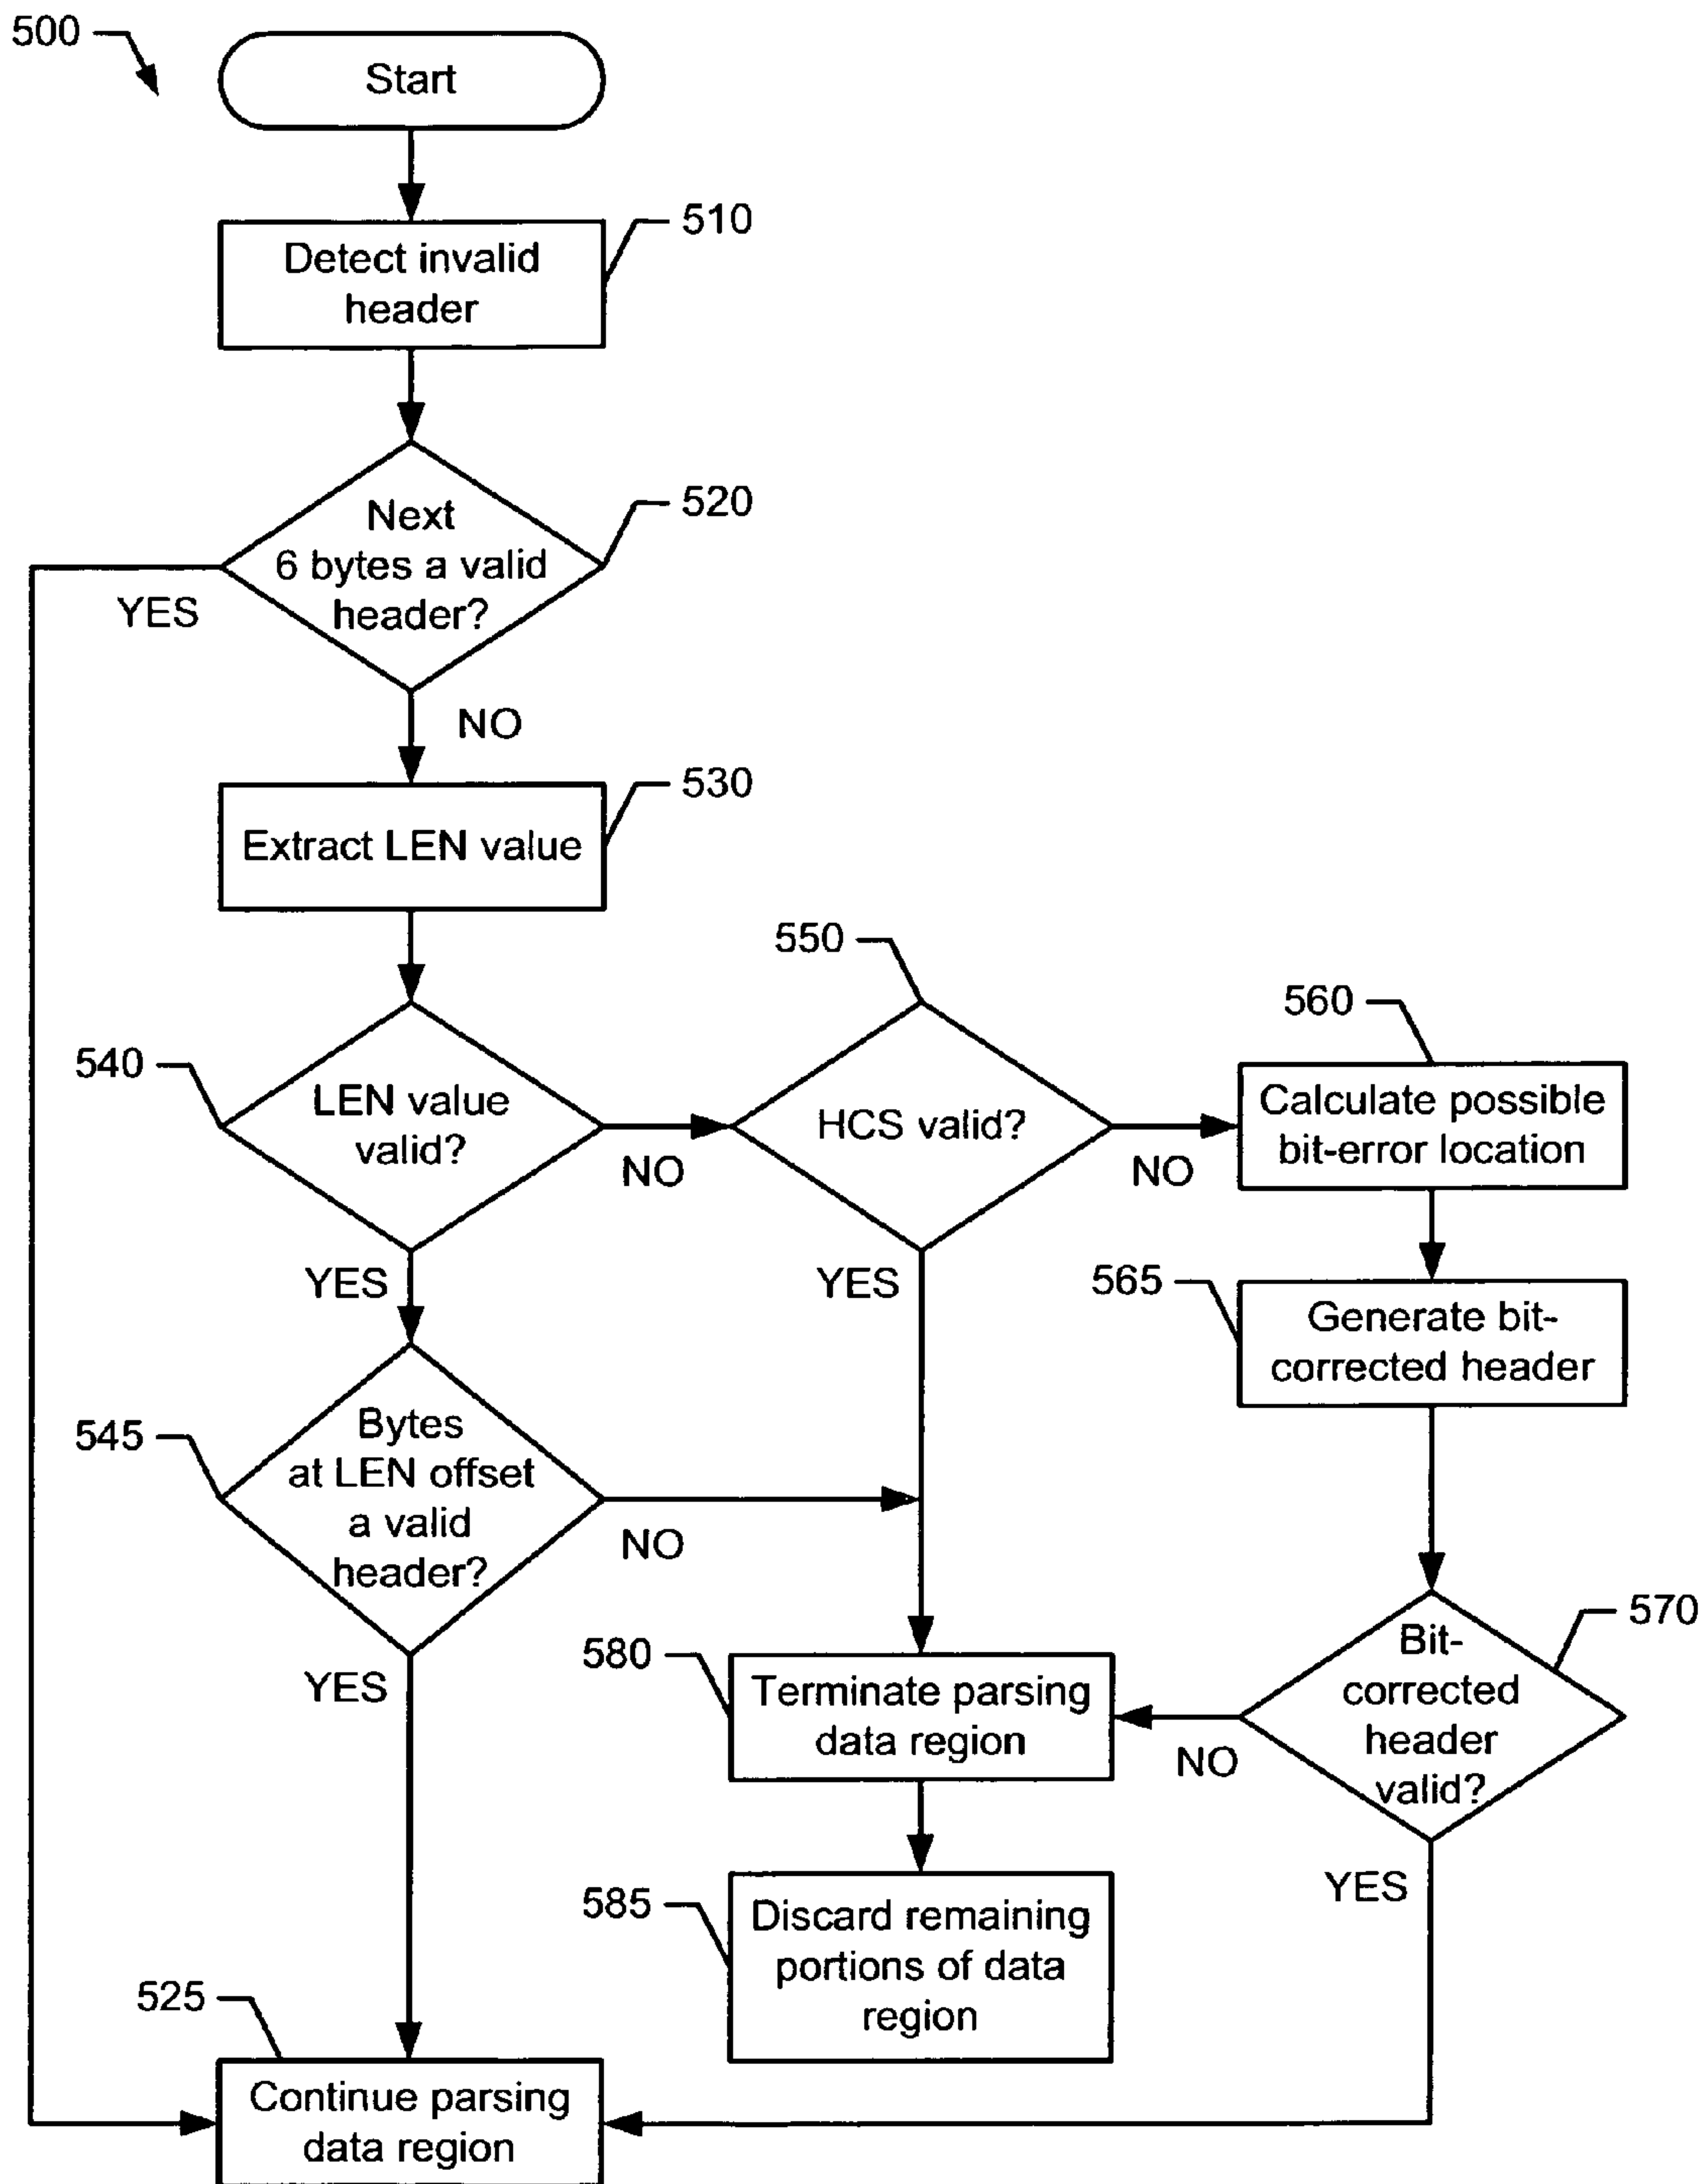 500
Start
510
Detect invalid
header
520
Next
6 bytes a valid
header?
YES
NO
530
Extract LEN value
550
560
540
LEN value
valid?
NO
HCS valid?
NO
Calculate possible
bit-error location
YES
YES
565
Generate bit-
corrected header
545
Bytes
at LEN offset
a valid
header?
NO
570
Bit-
corrected
header
valid?
YES
580
Terminate parsing
data region
NO
YES
585
Discard remaining
portions of data
region
525
Continue parsing
data region